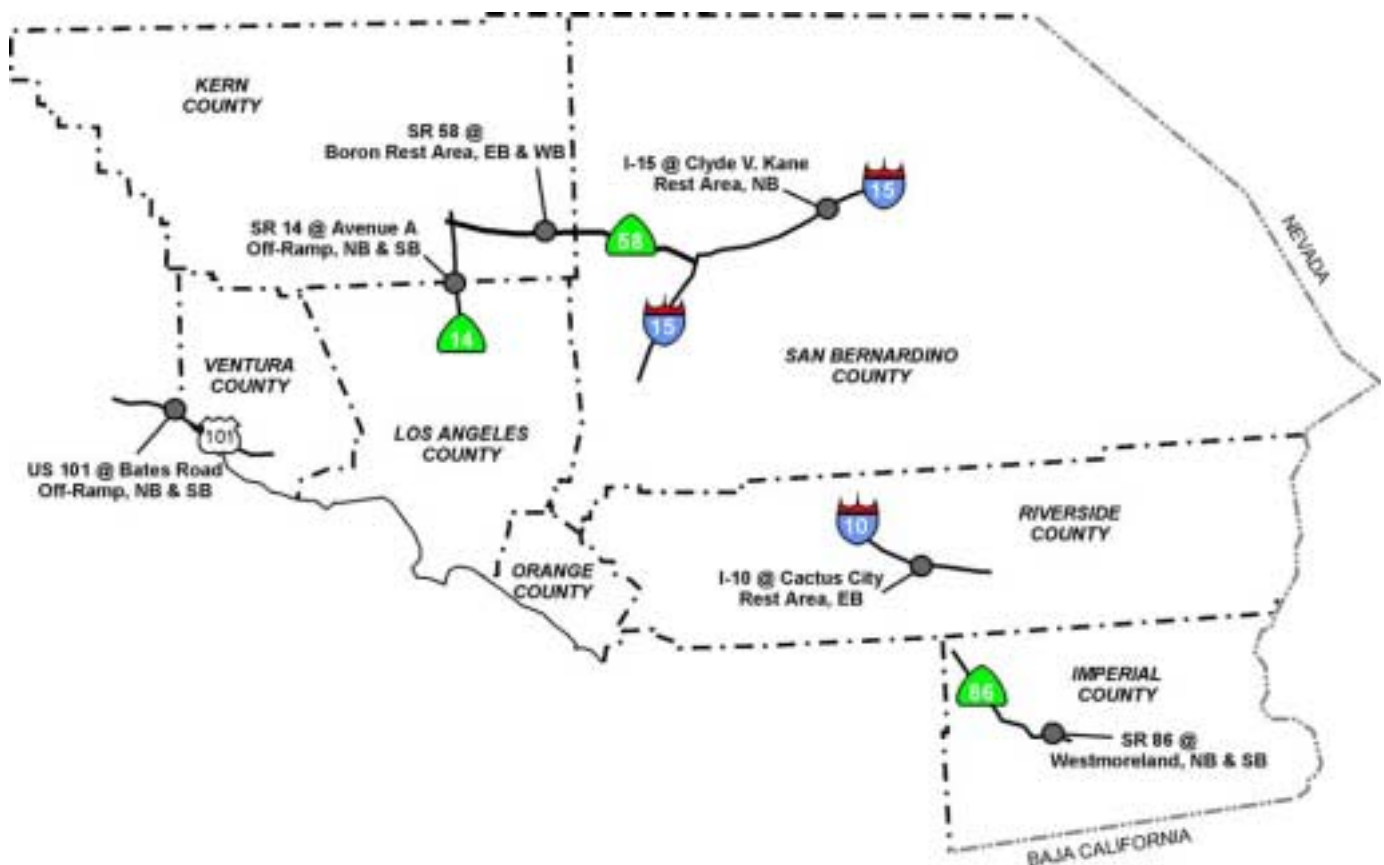 KERN
COUNTY
SR 58 @
Boron Rest Area, EB & WB
I-15 @ Clyde V. Kane
Rest Area, NB
15
SR 14 @ Avenue A
Off-Ramp, NB & SB
58
NEVADA
15
14
VENTURA
COUNTY
SAN BERNARDINO
COUNTY
101
LOS ANGELES
COUNTY
US 101 @ Bates Road
Off-Ramp, NB & SB
10
RIVERSIDE
COUNTY
ORANGE
COUNTY
I-10 @ Cactus City
Rest Area, EB
86
IMPERIAL
COUNTY
SR 86 @
Westmoreland, NB & SB
BAJA CALIFORNIA